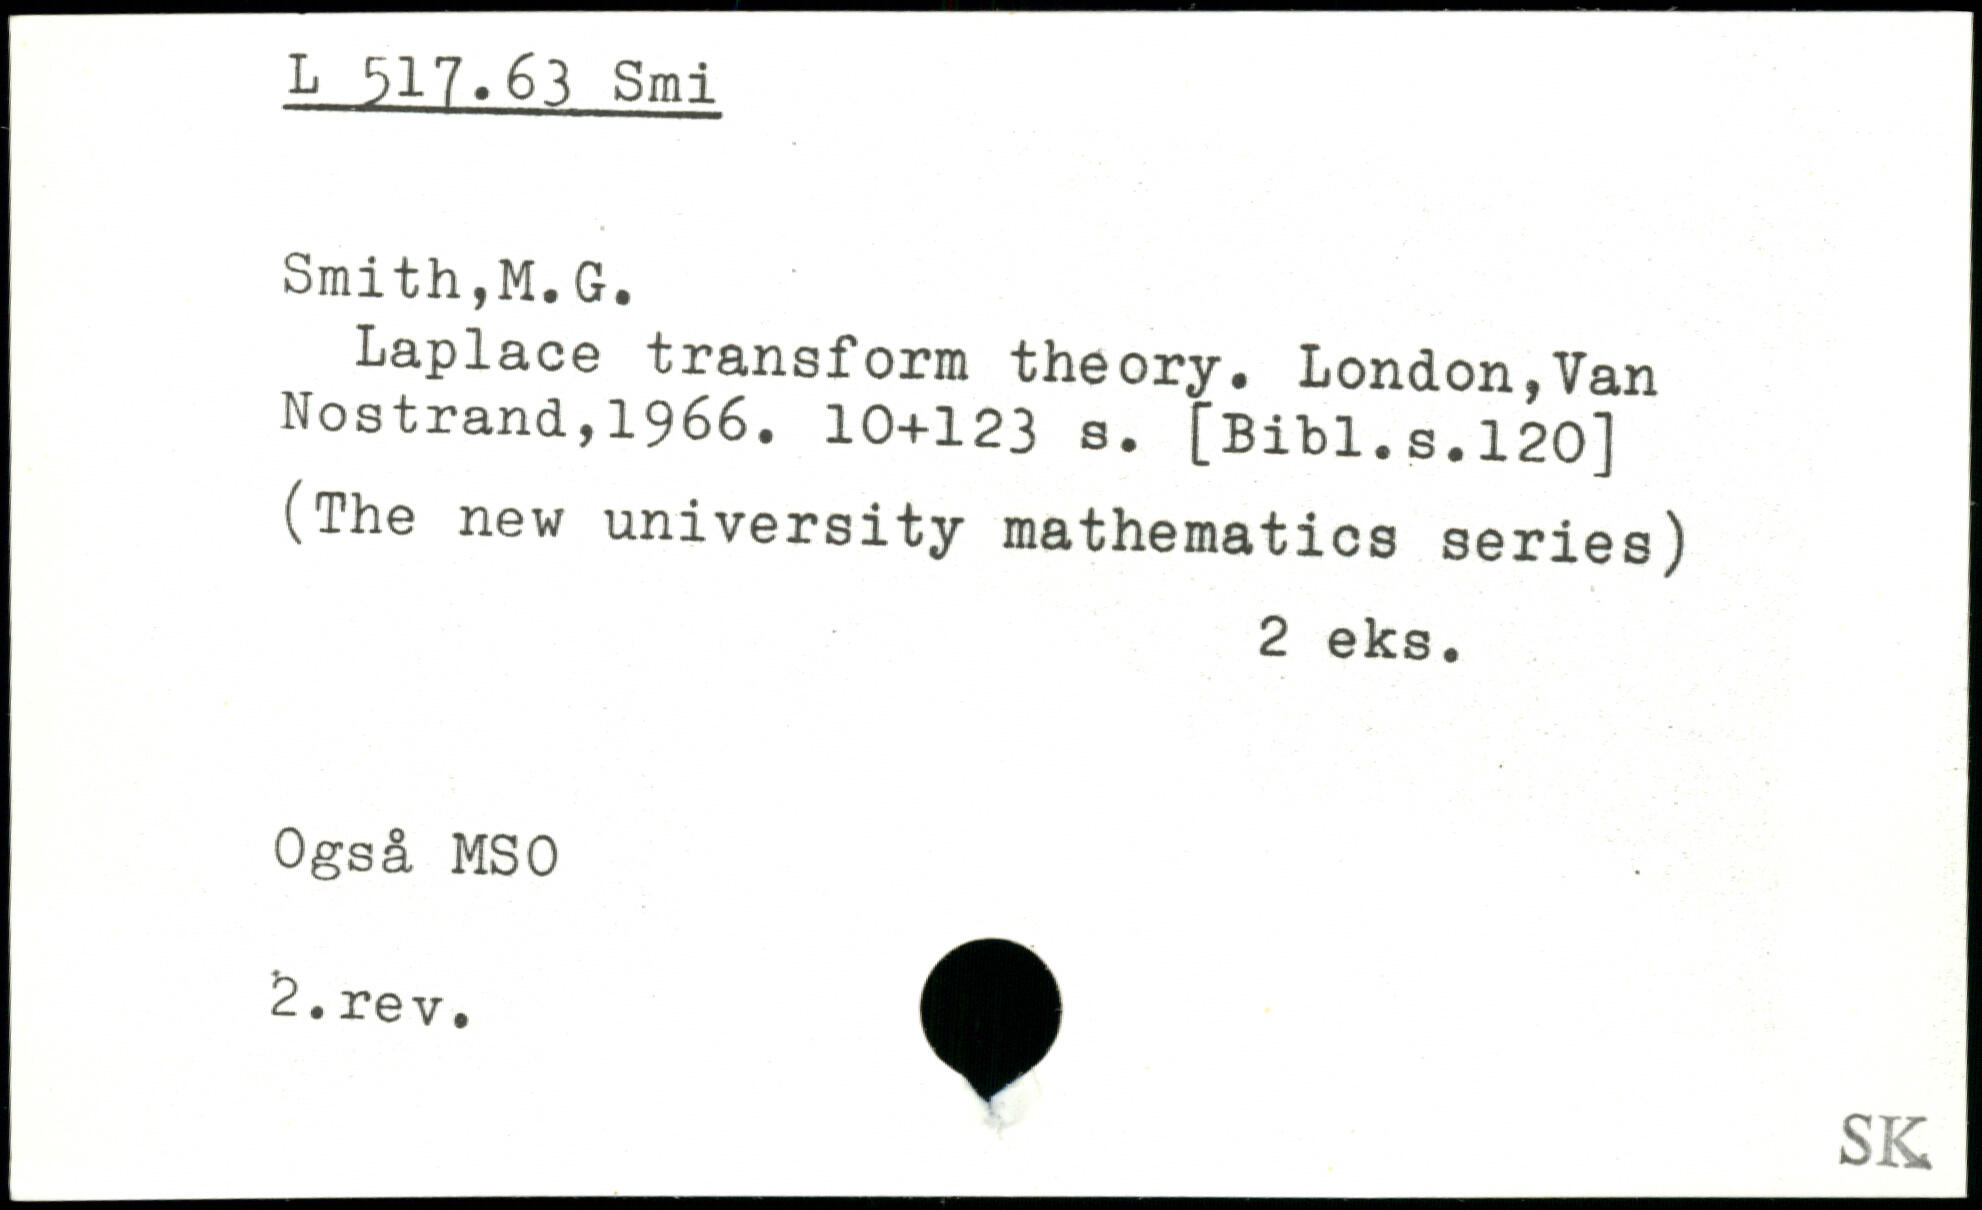 L 517.63 Smi
Smith,M.G.
Laplace transform theory. London,Van
Nostrand,1966. 10+123 s. [Bibl.s.120]
(The new university mathematics series)
2 eks.
Også MSO
2.rev.
SK